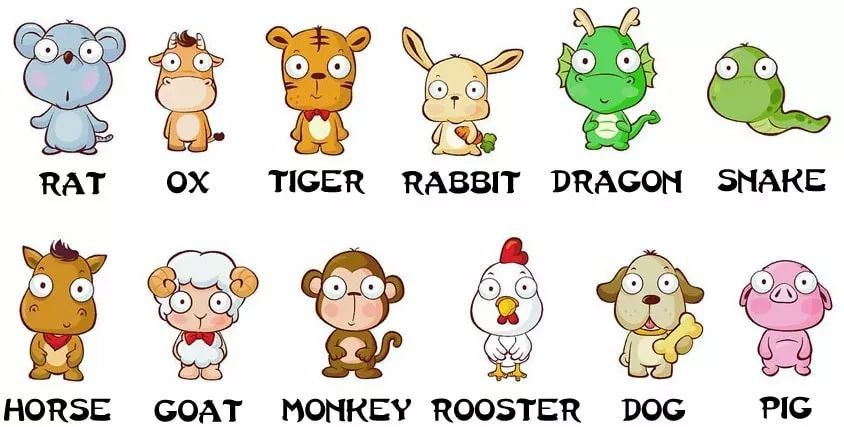 RAT OX TIGER RABBIT DRAGON SNAKE
HORSE GOAT MONKEY ROOSTER DOG PIG